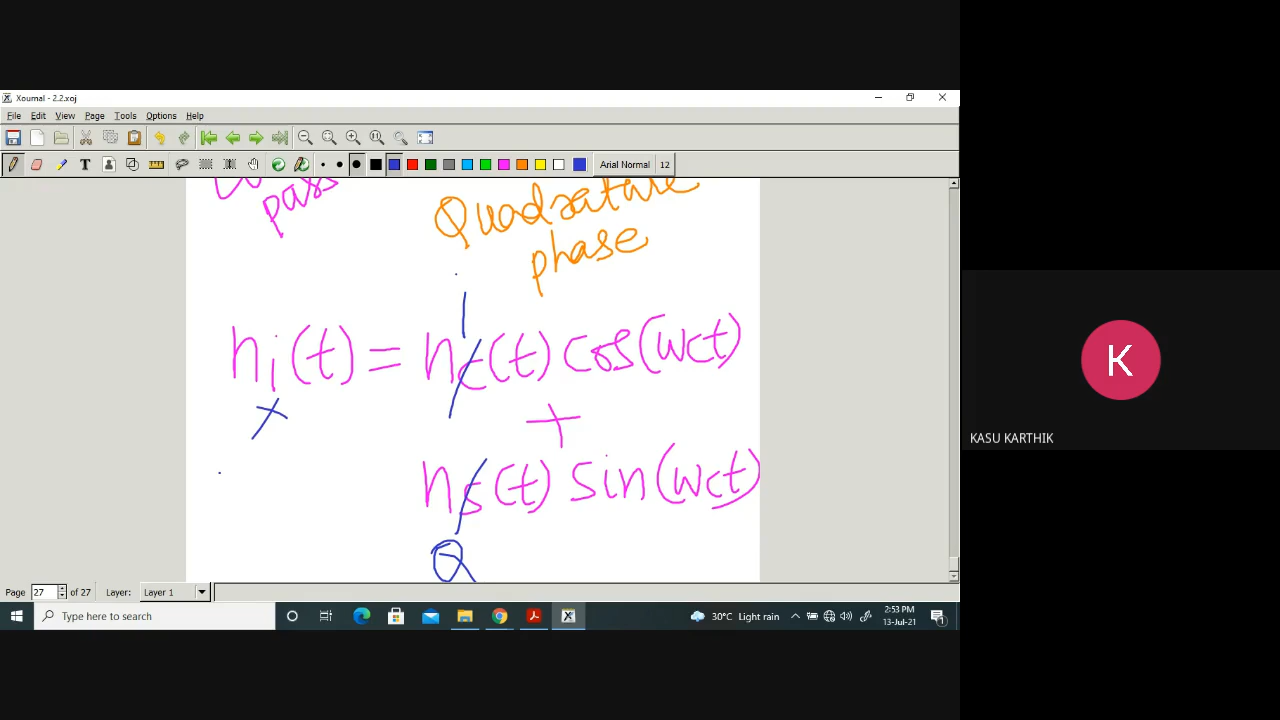 Xournal - 2.2.xoj
File Edit View Page Tools Options Help
Arial Normal 12
pass
Quadrature
phase
I
ni(t) = nc(t) cos(wct)
+
ns(t) sin(wct)
Q
KASU KARTHIK
K
Page 27 of 27 Layer: Layer 1
Type here to search
30°C Light rain
2:53 PM
13-Jul-21
1